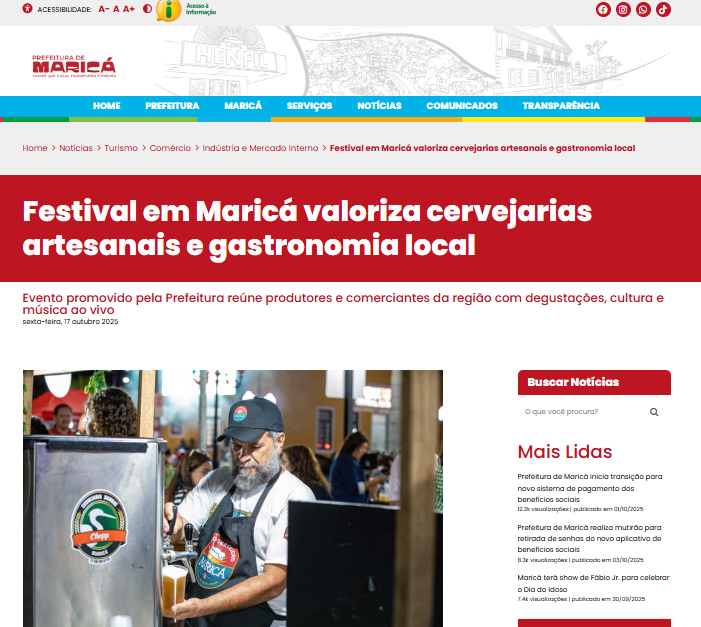 ACESSIBILIDADE: A- A A+
Acesso à
Informação
HENFIL
PREFEITURA DE
MARICÁ
HOME PREFEITURA MARICÁ SERVIÇOS NOTÍCIAS COMUNICADOS TRANSPARÊNCIA
Home > Notícias > Turismo > Comércio > Indústria e Mercado Interno > Festival em Maricá valoriza cervejarias artesanais e gastronomia local
Festival em Maricá valoriza cervejarias
artesanais e gastronomia local
Evento promovido pela Prefeitura reúne produtores e comerciantes da região com degustações, cultura e
música ao vivo
sexta-feira, 17 outubro 2025
Chopp
MARICÁ
MARICÁ
Buscar Notícias
O que você procura?
Mais Lidas
Prefeitura de Maricá inicia transição para
novo sistema de pagamento dos
benefícios sociais
12.2k visualizações | publicado em 01/10/2025
Prefeitura de Maricá realiza mutirão para
retirada de senhas do novo aplicativo de
benefícios sociais
8.3k visualizações | publicado em 03/10/2025
Maricá terá show de Fábio Jr. para celebrar
o Dia do Idoso
7.4k visualizações | publicado em 30/09/2025